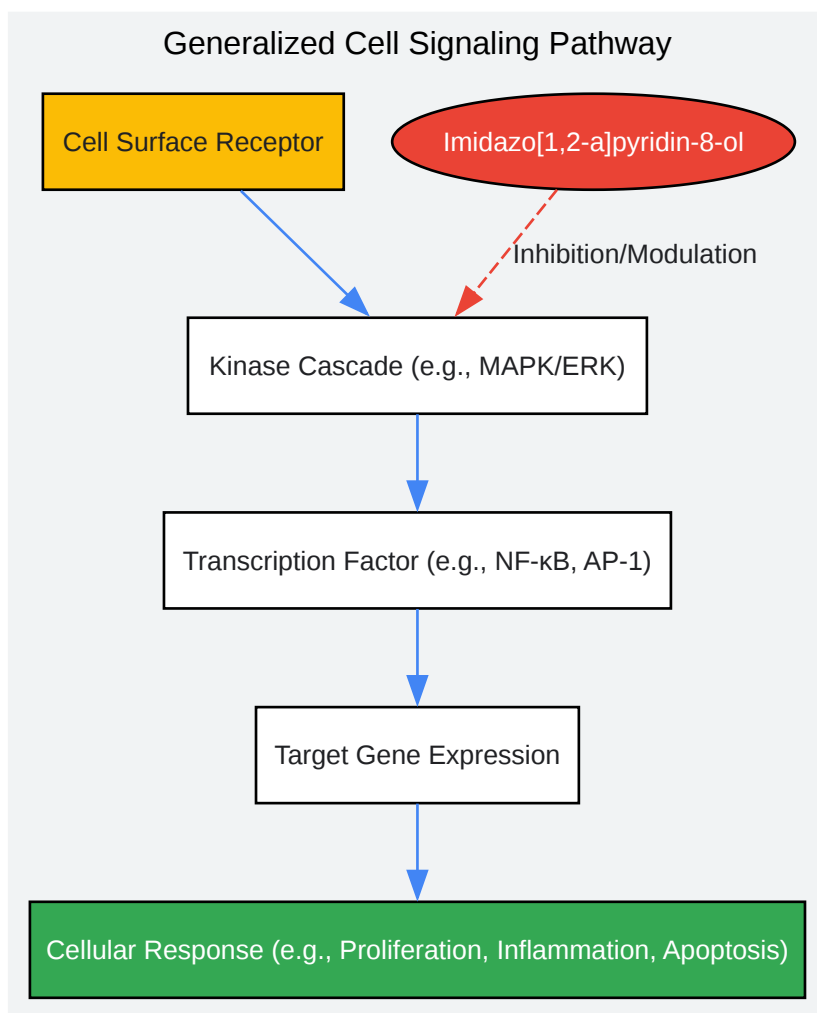 Generalized Cell Signaling Pathway
Cell Surface Receptor
Imidazo[1,2-a]pyridin-8-ol
Inhibition/Modulation
Kinase Cascade (e.g., MAPK/ERK)
Transcription Factor (e.g., NF-κB, AP-1)
Target Gene Expression
Cellular Response (e.g., Proliferation, Inflammation, Apoptosis)